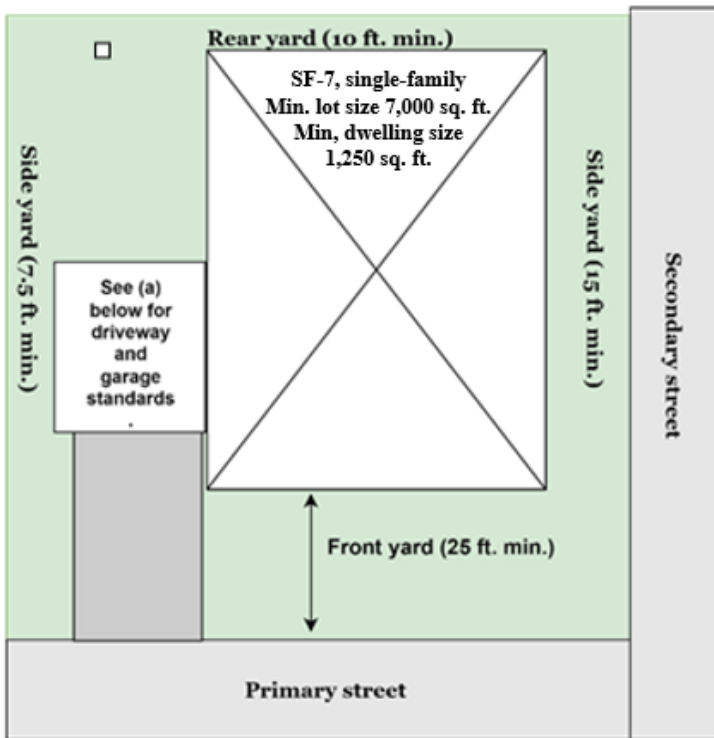 Rear yard (10 ft. min.)
SF-7, single-family
Min. lot size 7,000 sq. ft.
Min, dwelling size
1,250 sq. ft.
Side yard (7.5 ft. min.)
Side yard (15 ft. min.)
Secondary street
See (a)
below for
driveway
and
garage
standards
.
Front yard (25 ft. min.)
Primary street